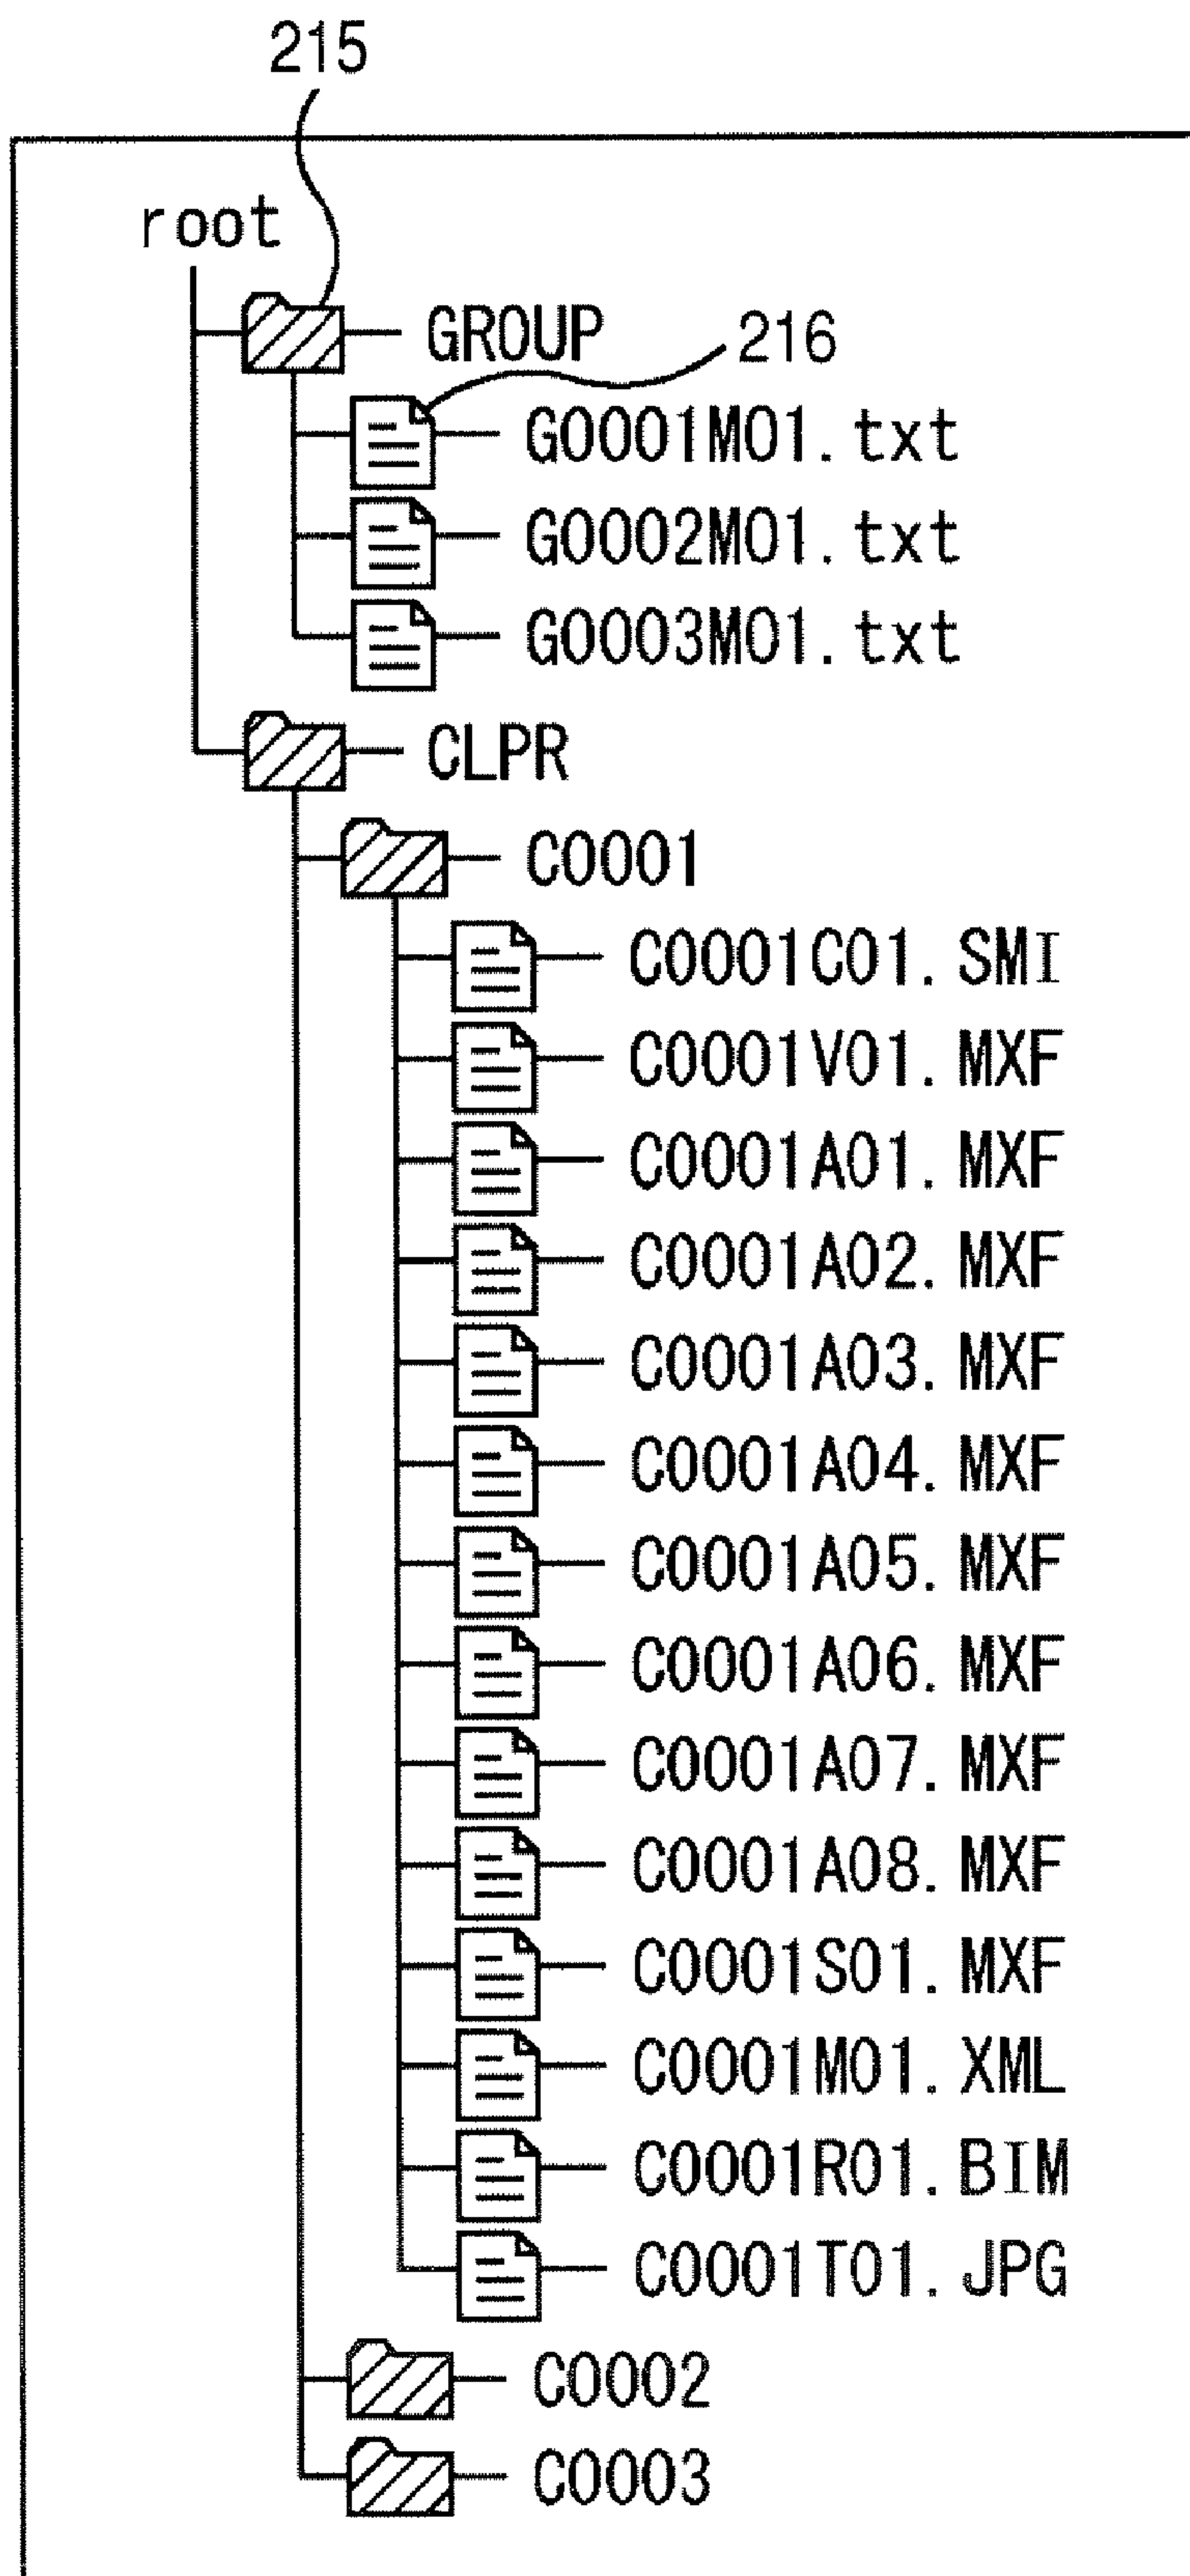 215
root
GROUP
216
G0001M01.txt
G0002M01.txt
G0003M01.txt
CLPR
C0001
C0001C01.SMI
C0001V01.MXF
C0001A01.MXF
C0001A02.MXF
C0001A03.MXF
C0001A04.MXF
C0001A05.MXF
C0001A06.MXF
C0001A07.MXF
C0001A08.MXF
C0001S01.MXF
C0001M01.XML
C0001R01.BIM
C0001T01.JPG
C0002
C0003